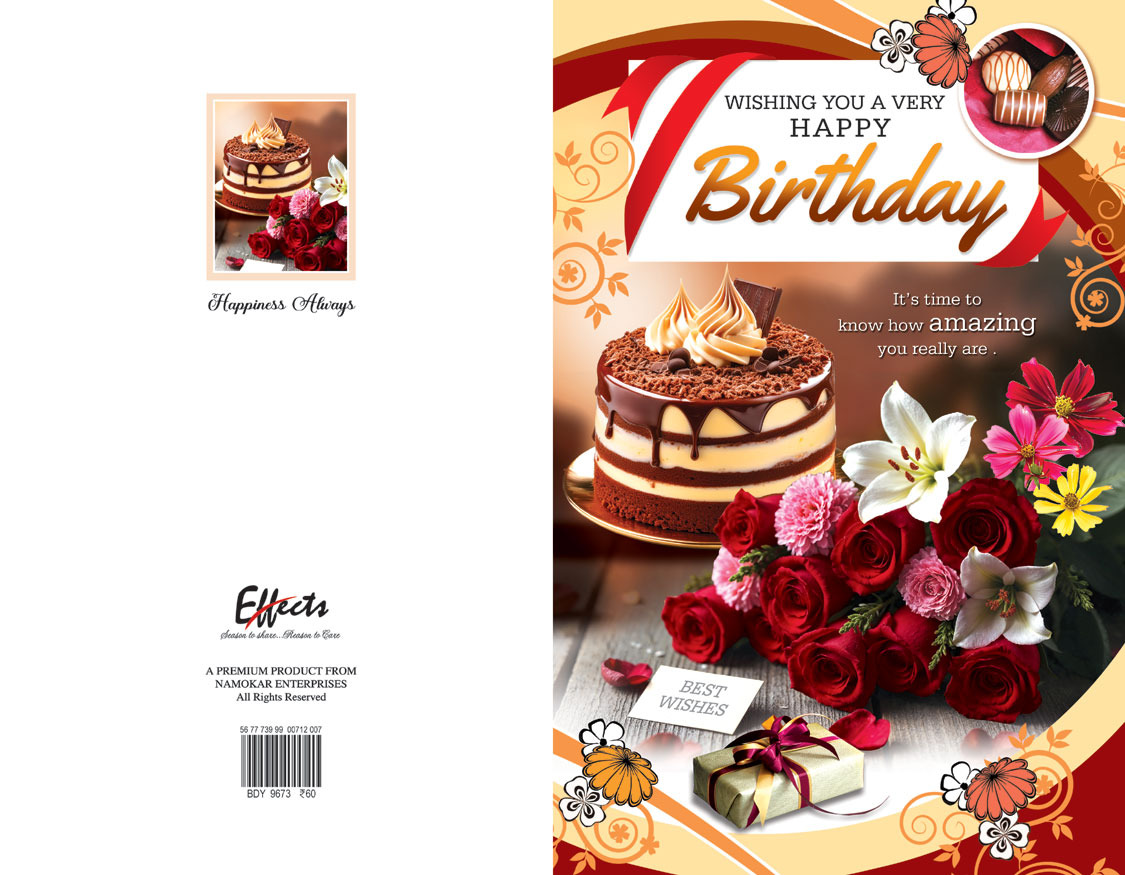 Happiness Always
Effects
Season to share...Reason to Care
A PREMIUM PRODUCT FROM
NAMOKAR ENTERPRISES
All Rights Reserved
56 77 739 99 00712 007
BDY 9673 ₹60
WISHING YOU A VERY
HAPPY
Birthday
It's time to
know how amazing
you really are .
BEST
WISHES